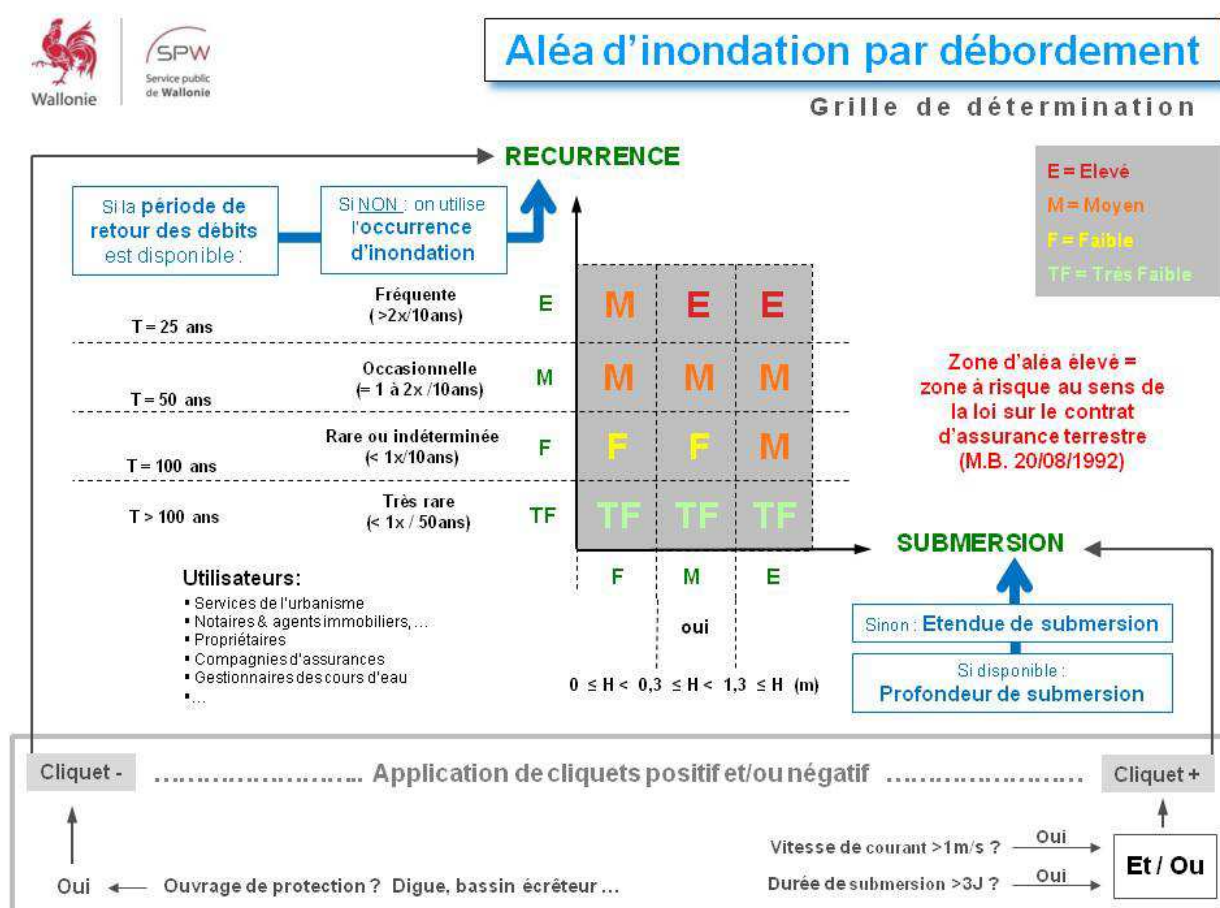 Wallonie
SPW
Service public
de Wallonie
Aléa d'inondation par débordement
Grille de détermination
RECURRENCE
E = Elevé
M = Moyen
F = Faible
TF = Très Faible
Si la période de
retour des débits
est disponible :
Si NON : on utilise
l'occurrence
d'inondation
T = 25 ans
Fréquente
(>2x/10ans)
E
M E E
T = 50 ans
Occasionnelle
(= 1 à 2x /10ans)
M
M M M
T = 100 ans
Rare ou indéterminée
(< 1x/10ans)
F
F F M
T > 100 ans
Très rare
(< 1x / 50ans)
TF
TF TF TF
Zone d'aléa élevé =
zone à risque au sens de
la loi sur le contrat
d'assurance terrestre
(M.B. 20/08/1992)
SUBMERSION
F M E
oui
0 ≤ H < 0,3 ≤ H < 1,3 ≤ H (m)
Utilisateurs:
▪ Services de l'urbanisme
▪ Notaires & agents immobiliers, …
▪ Propriétaires
▪ Compagnies d'assurances
▪ Gestionnaires des cours d'eau
▪ …
Sinon : Etendue de submersion
Si disponible :
Profondeur de submersion
Cliquet - ………………………. Application de cliquets positif et/ou négatif …………………… Cliquet +
Vitesse de courant >1m/s ? Oui
Et / Ou
Durée de submersion >3J ? Oui
Oui Ouvrage de protection ? Digue, bassin écrêteur …